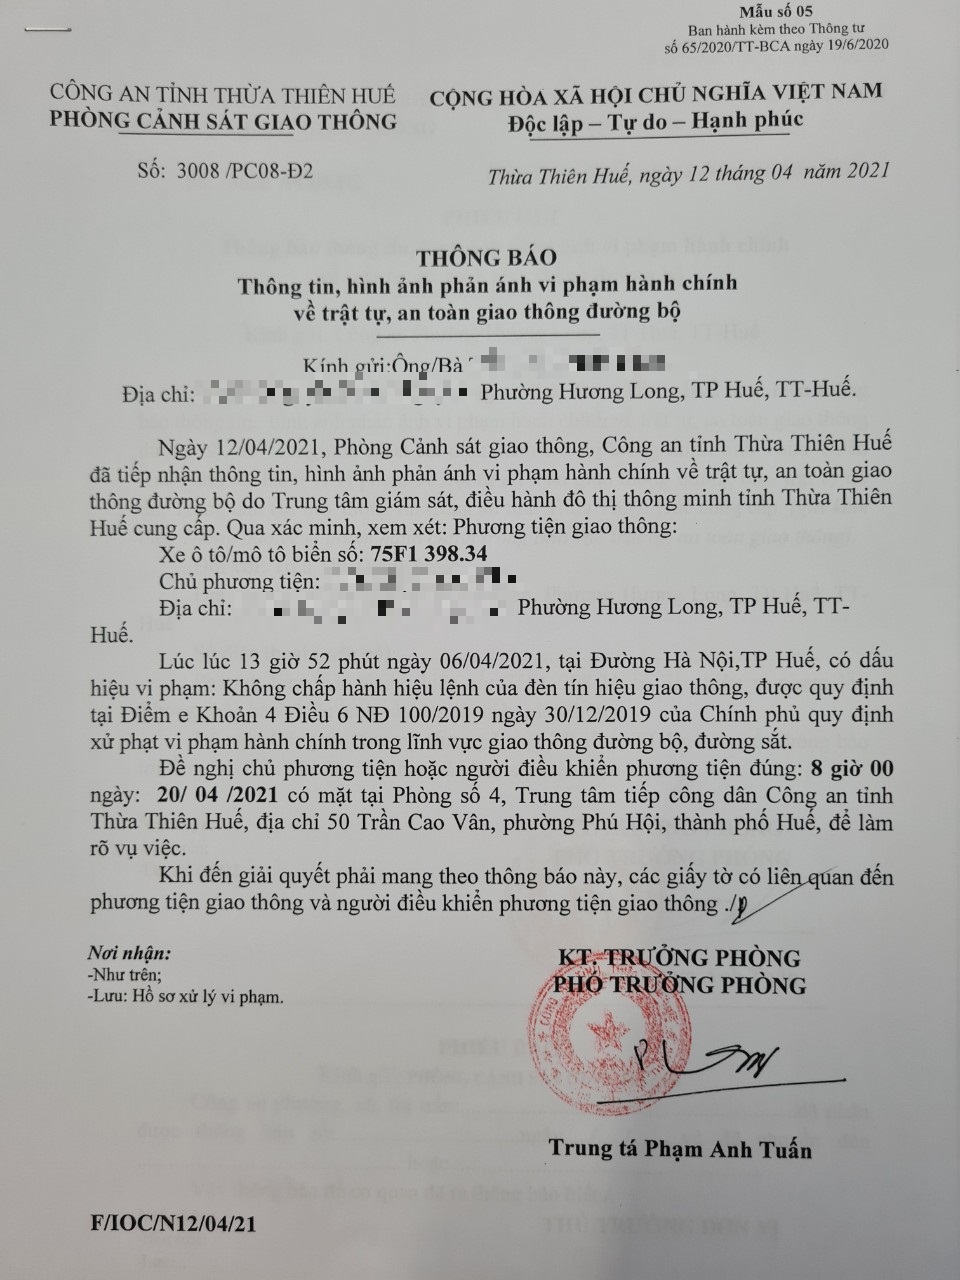 Mẫu số 05
Ban hành kèm theo Thông tư
số 65/2020/TT-BCA ngày 19/6/2020
CÔNG AN TỈNH THỪA THIÊN HUẾ
PHÒNG CẢNH SÁT GIAO THÔNG
CỘNG HÒA XÃ HỘI CHỦ NGHĨA VIỆT NAM
Độc lập – Tự do – Hạnh phúc
Số: 3008 /PC08-Đ2
Thừa Thiên Huế, ngày 12 tháng 04 năm 2021
THÔNG BÁO
Thông tin, hình ảnh phản ánh vi phạm hành chính
về trật tự, an toàn giao thông đường bộ
Kính gửi:Ông/Bà
Địa chỉ: Phường Hương Long, TP Huế, TT-Huế.
Ngày 12/04/2021, Phòng Cảnh sát giao thông, Công an tỉnh Thừa Thiên Huế
đã tiếp nhận thông tin, hình ảnh phản ánh vi phạm hành chính về trật tự, an toàn giao
thông đường bộ do Trung tâm giám sát, điều hành đô thị thông minh tỉnh Thừa Thiên
Huế cung cấp. Qua xác minh, xem xét: Phương tiện giao thông:
Xe ô tô/mô tô biển số: 75F1 398.34
Chủ phương tiện:
Địa chỉ: Phường Hương Long, TP Huế, TT-
Huế.
Lúc lúc 13 giờ 52 phút ngày 06/04/2021, tại Đường Hà Nội,TP Huế, có dấu
hiệu vi phạm: Không chấp hành hiệu lệnh của đèn tín hiệu giao thông, được quy định
tại Điểm e Khoản 4 Điều 6 NĐ 100/2019 ngày 30/12/2019 của Chính phủ quy định
xử phạt vi phạm hành chính trong lĩnh vực giao thông đường bộ, đường sắt.
Đề nghị chủ phương tiện hoặc người điều khiển phương tiện đúng: 8 giờ 00
ngày: 20/ 04 /2021 có mặt tại Phòng số 4, Trung tâm tiếp công dân Công an tỉnh
Thừa Thiên Huế, địa chỉ 50 Trần Cao Vân, phường Phú Hội, thành phố Huế, để làm
rõ vụ việc.
Khi đến giải quyết phải mang theo thông báo này, các giấy tờ có liên quan đến
phương tiện giao thông và người điều khiển phương tiện giao thông ./.
Nơi nhận:
-Như trên;
-Lưu: Hồ sơ xử lý vi phạm.
KT. TRƯỞNG PHÒNG
PHÓ TRƯỞNG PHÒNG
Trung tá Phạm Anh Tuấn
F/IOC/N12/04/21